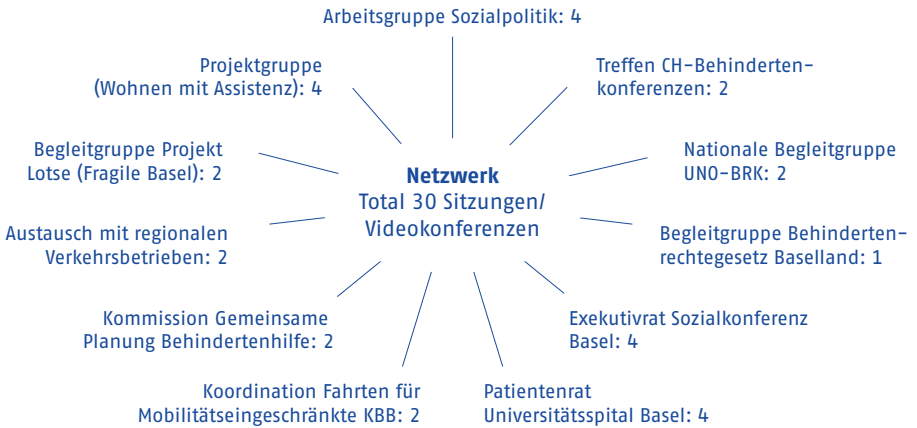 Arbeitsgruppe Sozialpolitik: 4
Projektgruppe
(Wohnen mit Assistenz): 4
Treffen CH-Behinderten-
konferenzen: 2
Begleitgruppe Projekt
Lotse (Fragile Basel): 2
Netzwerk
Total 30 Sitzungen/
Videokonferenzen
Nationale Begleitgruppe
UNO-BRK: 2
Austausch mit regionalen
Verkehrsbetrieben: 2
Begleitgruppe Behinderten-
rechtegesetz Baselland: 1
Kommission Gemeinsame
Planung Behindertenhilfe: 2
Exekutivrat Sozialkonferenz
Basel: 4
Koordination Fahrten für
Mobilitätseingeschränkte KBB: 2
Patientenrat
Universitätsspital Basel: 4